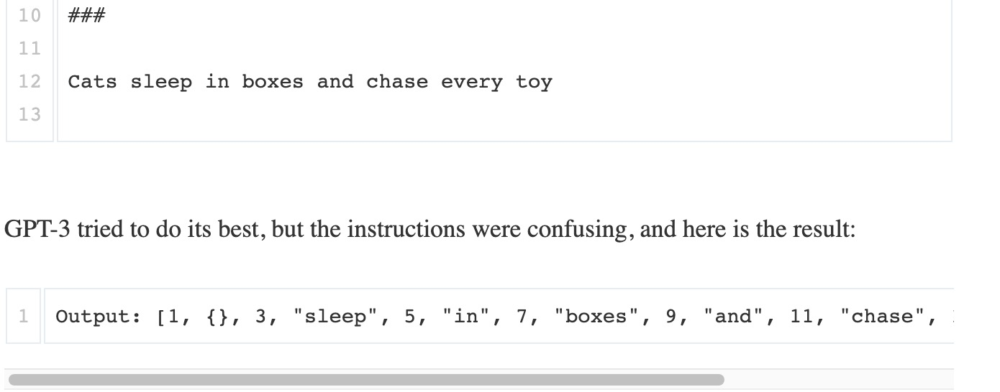 10 ###
11
12 Cats sleep in boxes and chase every toy
13
GPT-3 tried to do its best, but the instructions were confusing, and here is the result:
1 Output: [1, {}, 3, "sleep", 5, "in", 7, "boxes", 9, "and", 11, "chase",